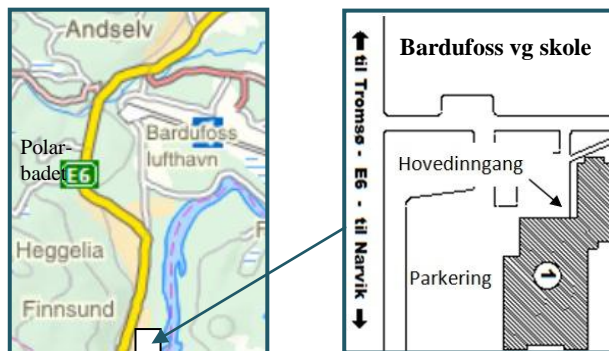 Andselv
Bardufoss
lufthavn
Polar-
badet
E6
Heggelia
Finnsund
F
til Tromsø - E6 - til Narvik
Bardufoss vg skole
Hovedinngang
Parkering
1